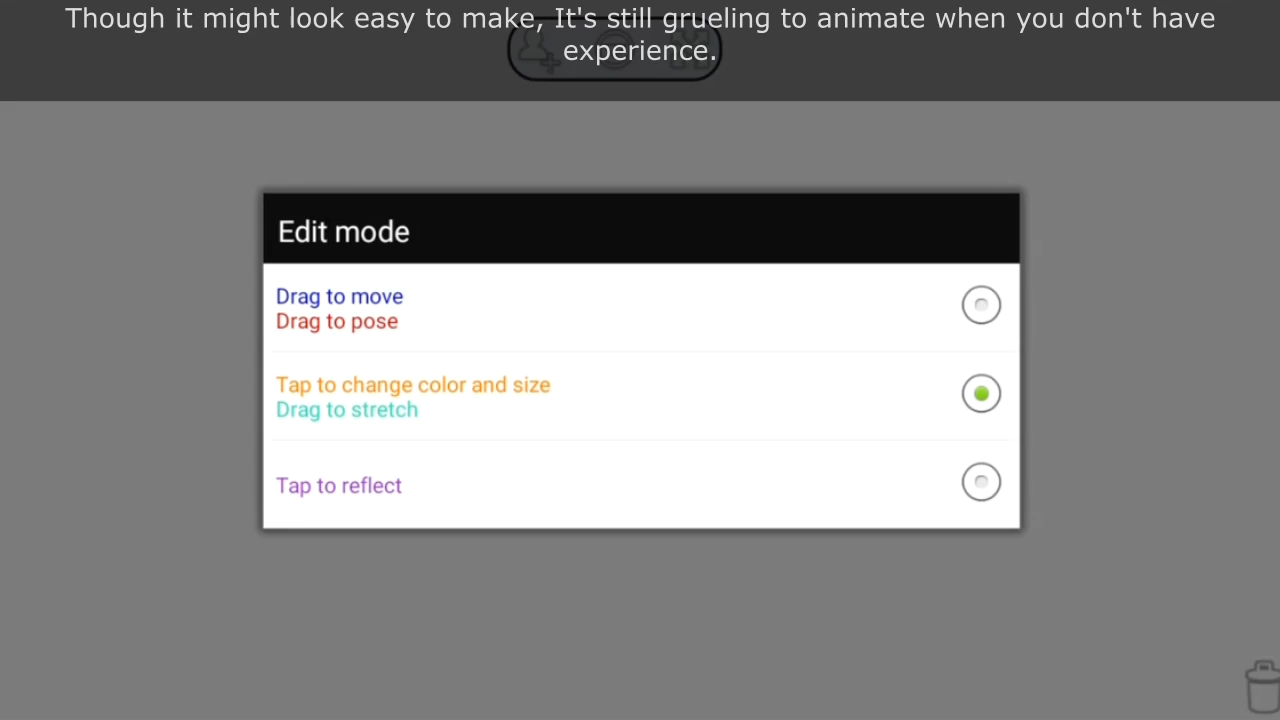 Though it might look easy to make, It's still grueling to animate when you don't have
experience.
Edit mode
Drag to move
Drag to pose
Tap to change color and size
Drag to stretch
Tap to reflect